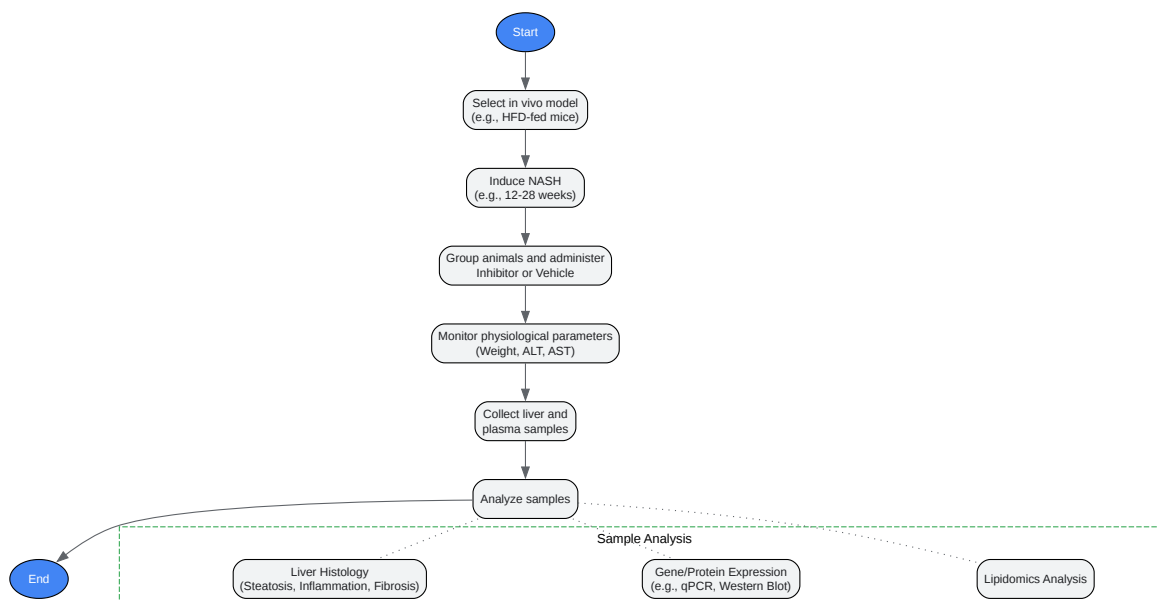 Start
Select in vivo model
(e.g., HFD-fed mice)
Induce NASH
(e.g., 12-28 weeks)
Group animals and administer
Inhibitor or Vehicle
Monitor physiological parameters
(Weight, ALT, AST)
Collect liver and
plasma samples
Analyze samples
Sample Analysis
End
Liver Histology
(Steatosis, Inflammation, Fibrosis)
Gene/Protein Expression
(e.g., qPCR, Western Blot)
Lipidomics Analysis